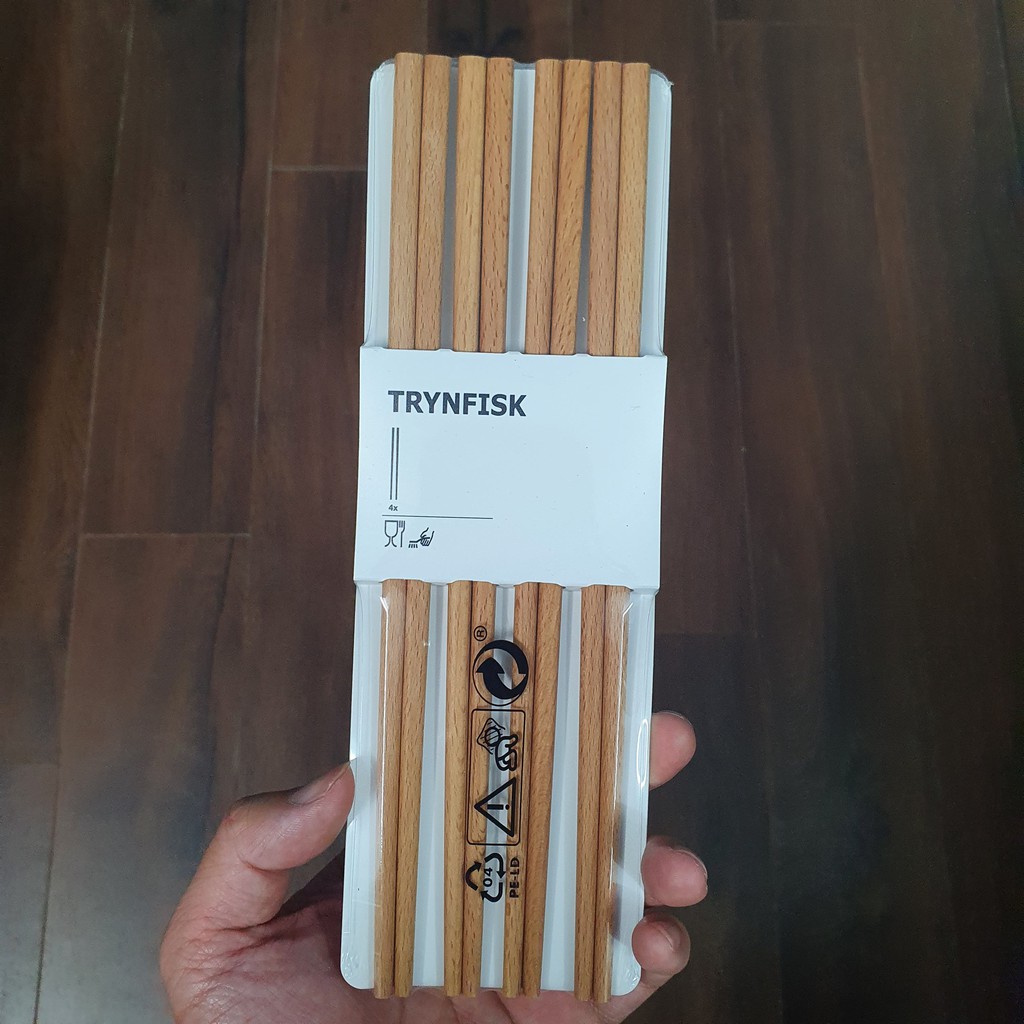 TRYNFISK
4x
®
04
PE-LD